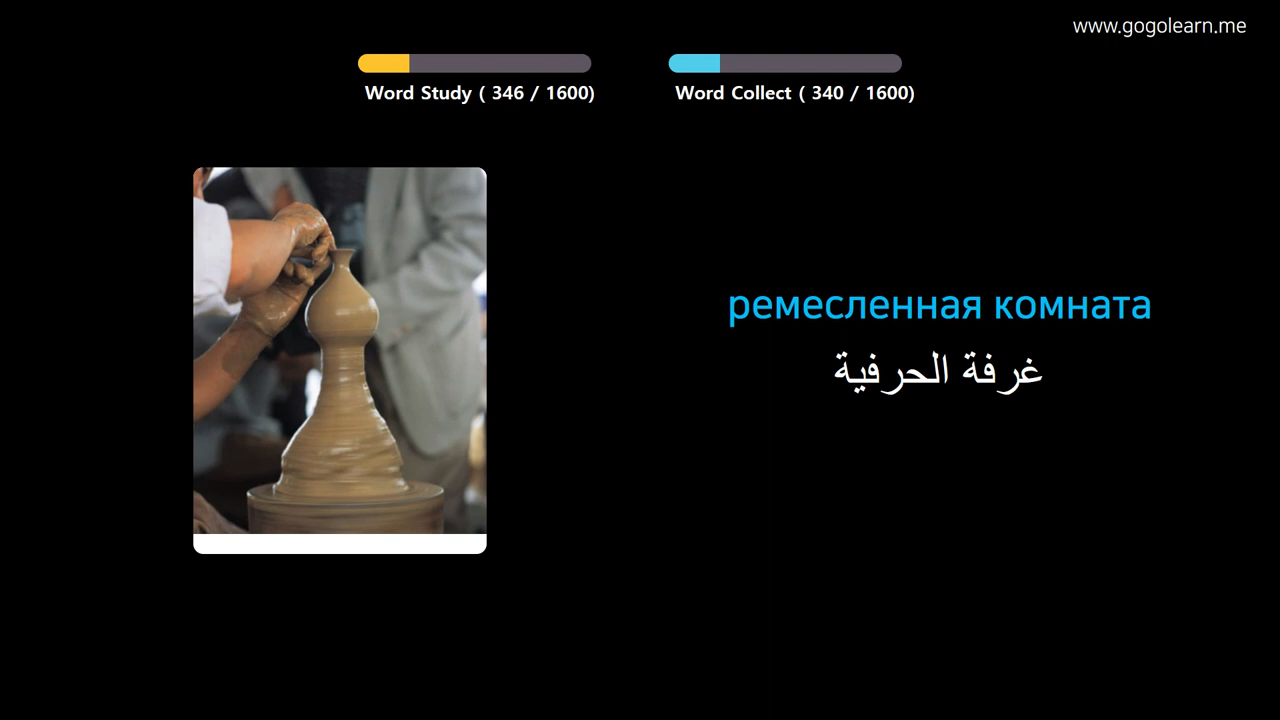 www.gogolearn.me
Word Study ( 346 / 1600)
Word Collect ( 340 / 1600)
ремесленная комната
غرفة الحرفية